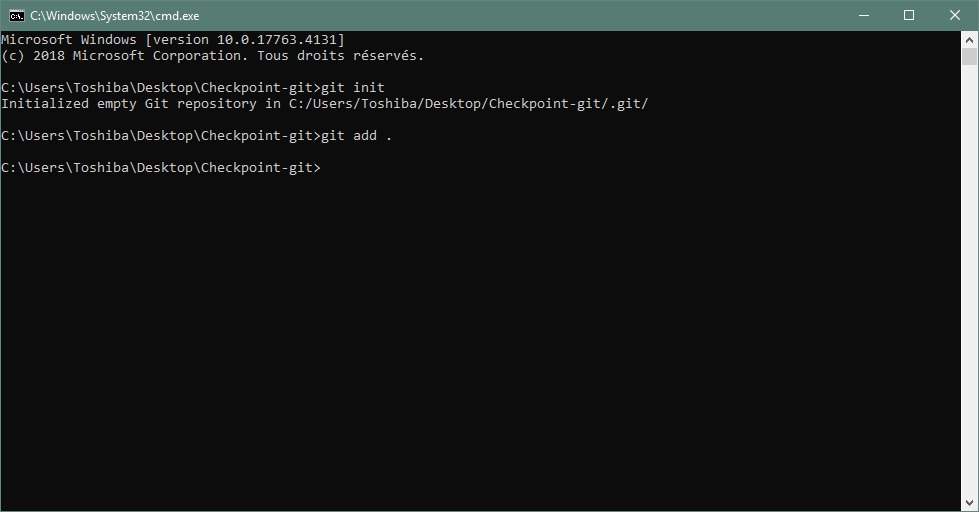 C:\Windows\System32\cmd.exe
Microsoft Windows [version 10.0.17763.4131]
(c) 2018 Microsoft Corporation. Tous droits réservés.
C:\Users\Toshiba\Desktop\Checkpoint-git>git init
Initialized empty Git repository in C:/Users/Toshiba/Desktop/Checkpoint-git/.git/
C:\Users\Toshiba\Desktop\Checkpoint-git>git add .
C:\Users\Toshiba\Desktop\Checkpoint-git>